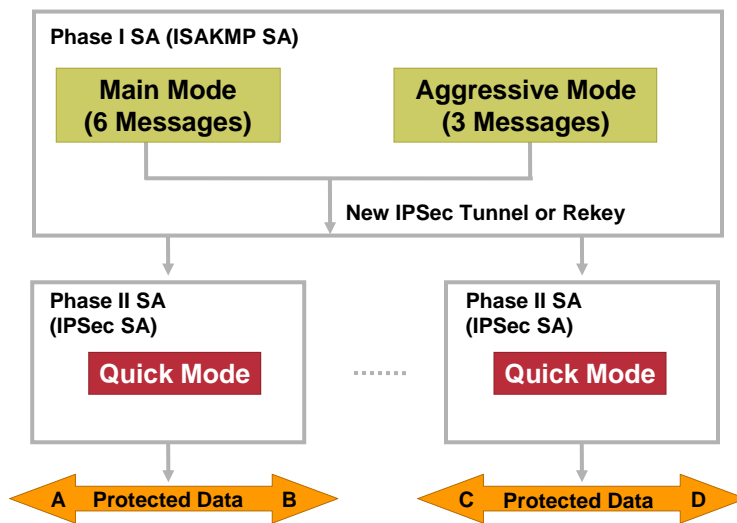 Phase I SA (ISAKMP SA)
Main Mode
(6 Messages)
Aggressive Mode
(3 Messages)
New IPSec Tunnel or Rekey
Phase II SA
(IPSec SA)
Quick Mode
Phase II SA
(IPSec SA)
Quick Mode
A Protected Data B
C Protected Data D